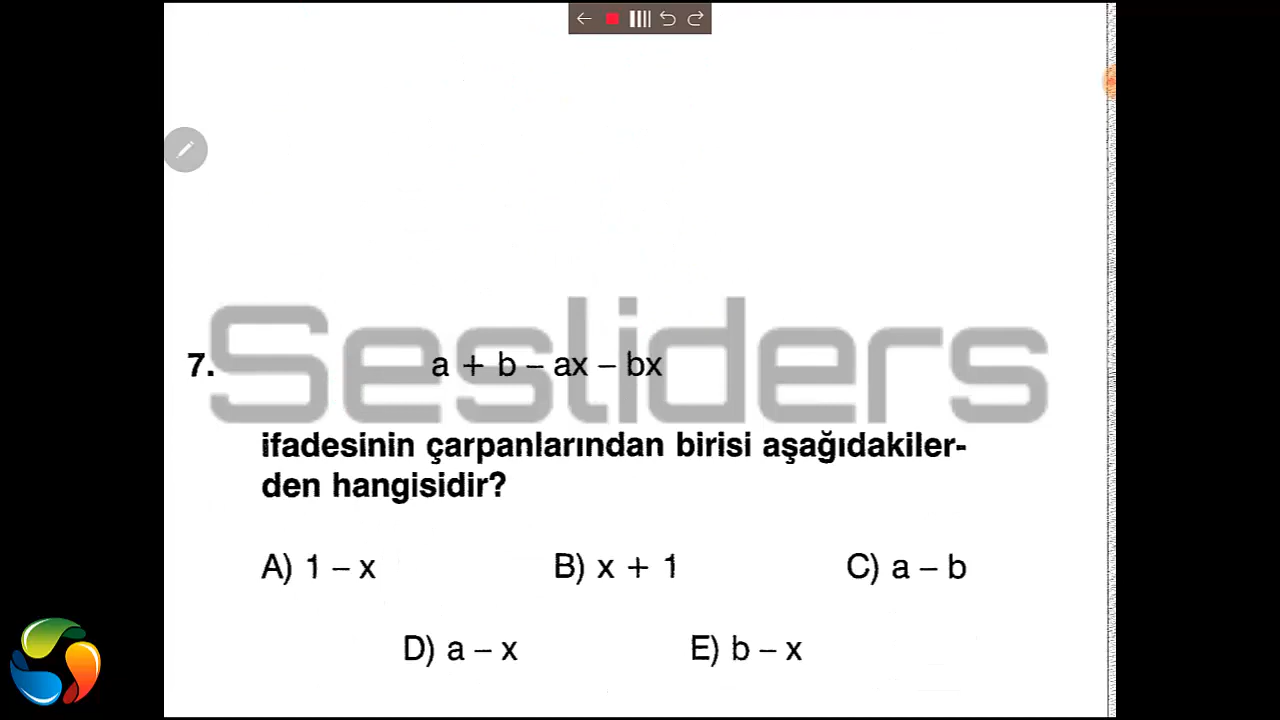 Sesliders
7. a + b – ax – bx
ifadesinin çarpanlarından birisi aşağıdakiler-
den hangisidir?
A) 1 – x B) x + 1 C) a – b
D) a – x E) b – x